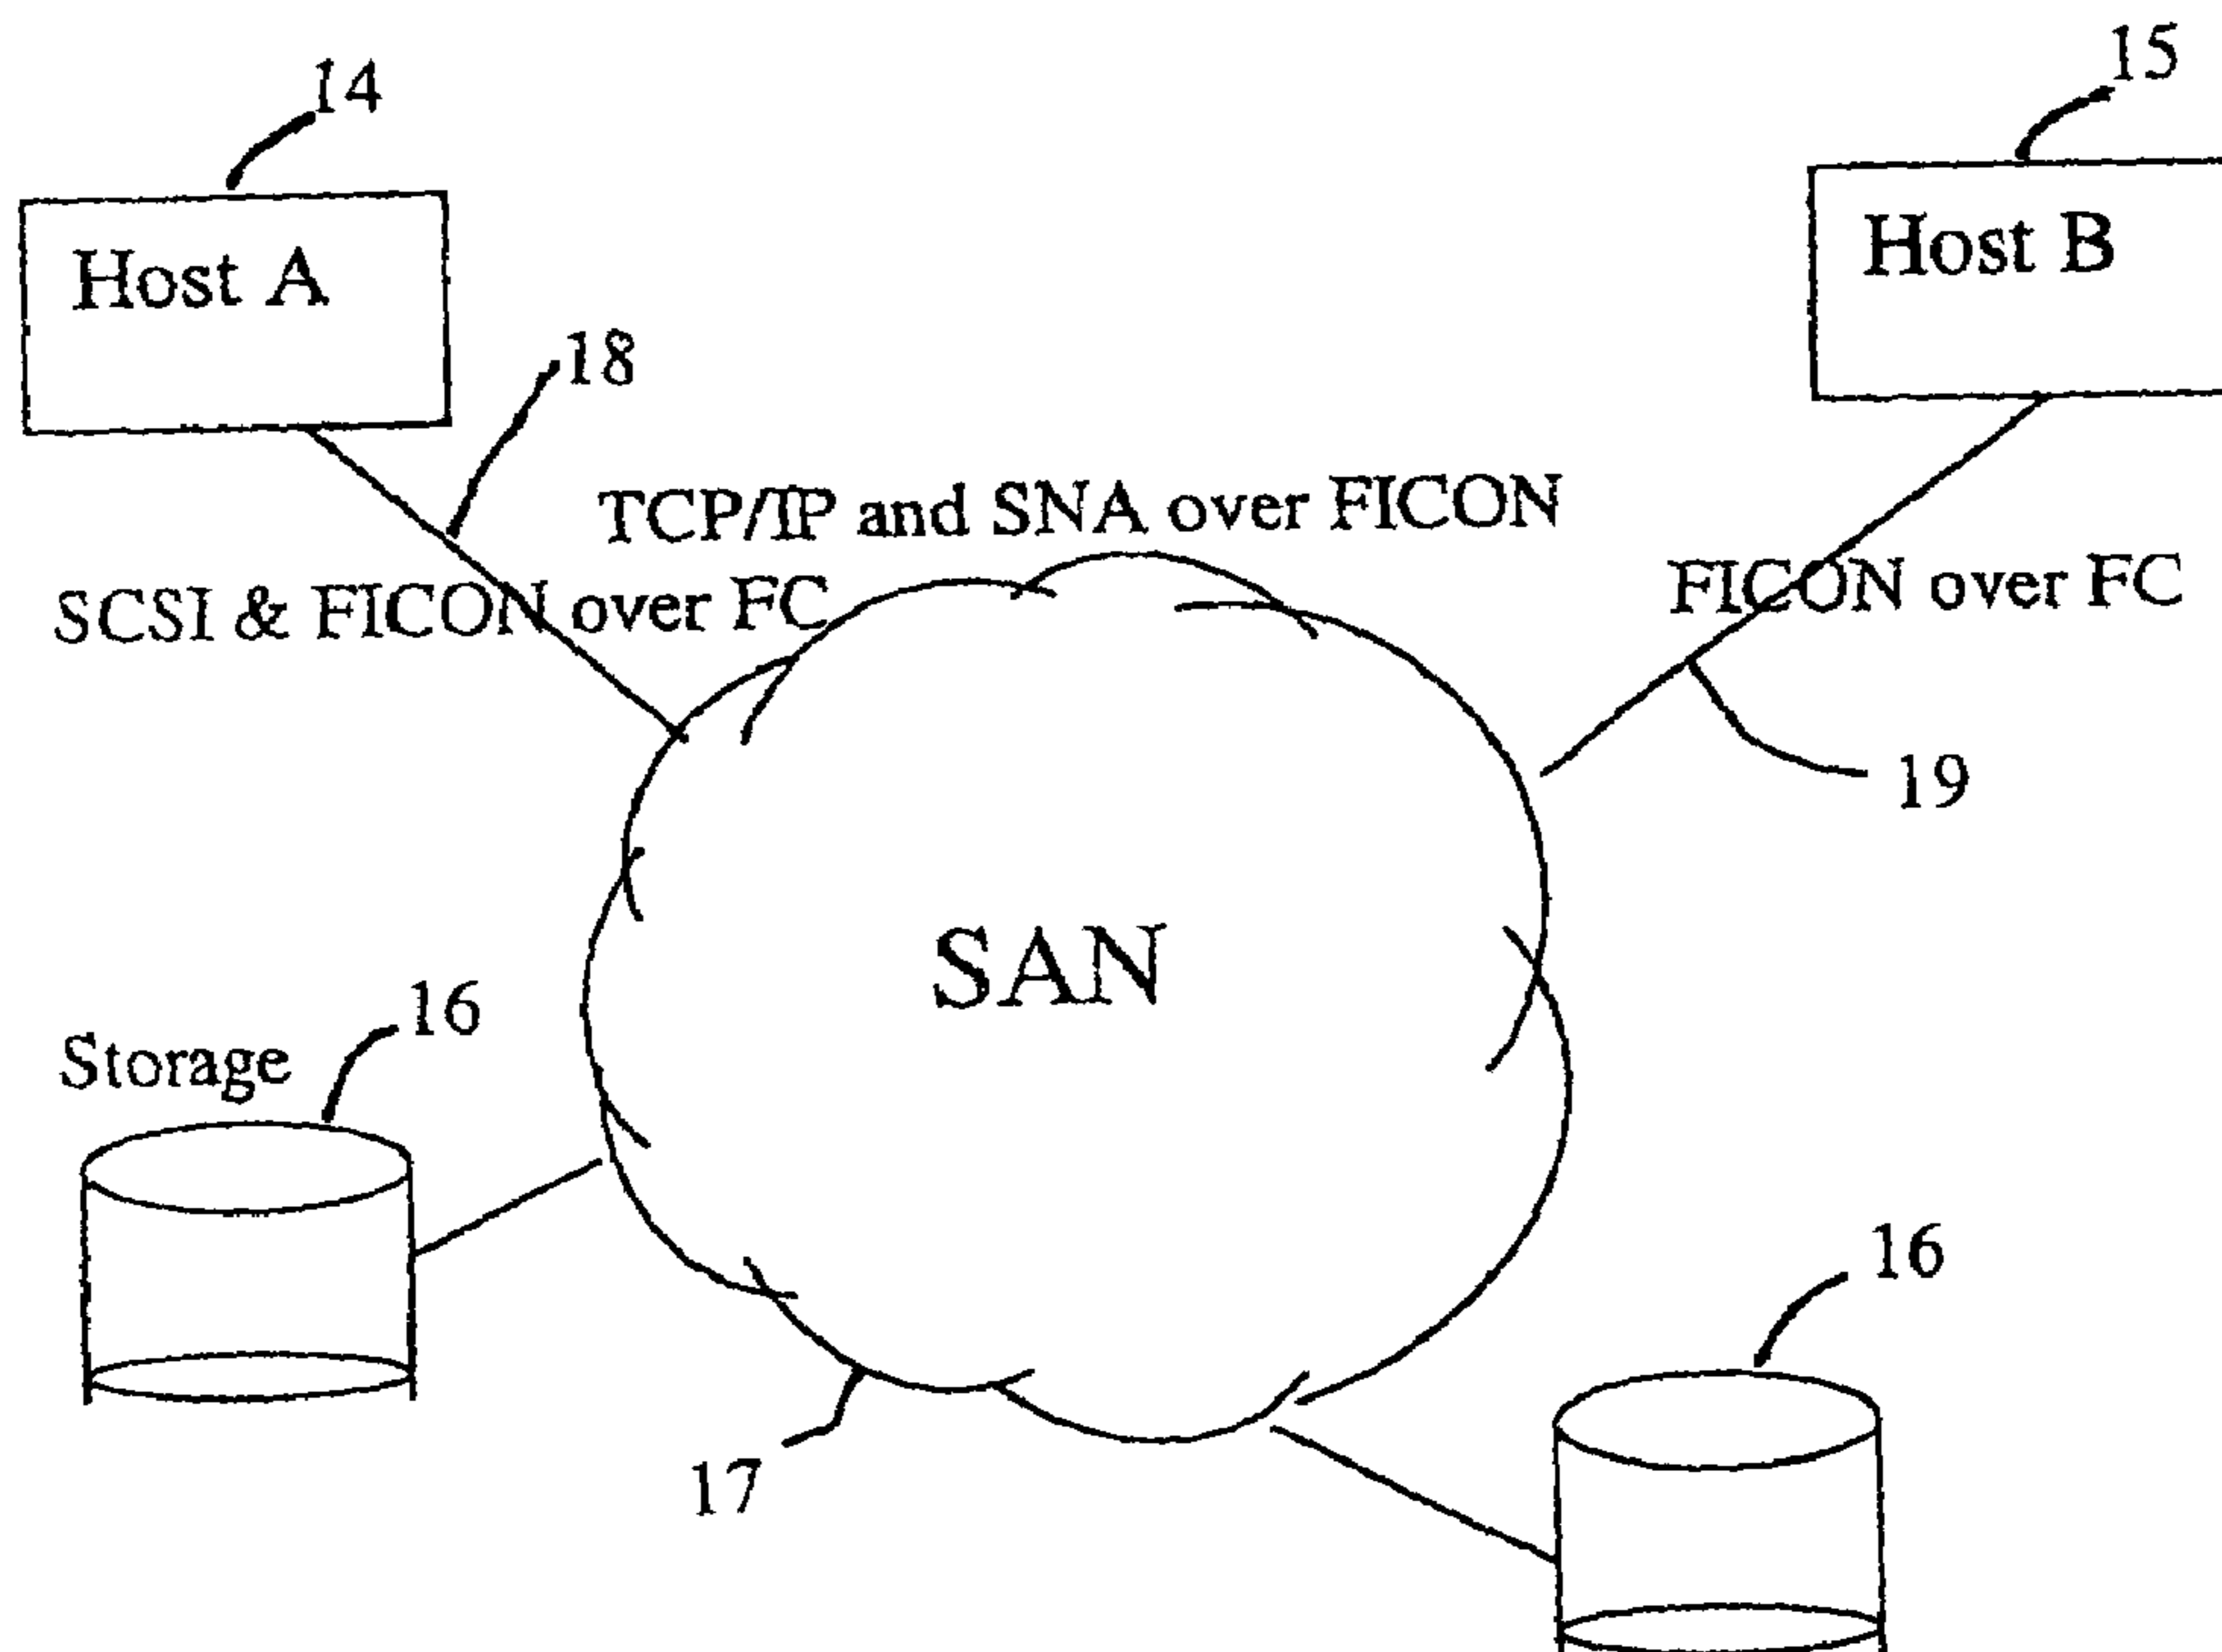 14
15
Host A
Host B
18
TCP/IP and SNA over FICON
SCSI & FICON over FC
FICON over FC
19
SAN
Storage
16
16
17